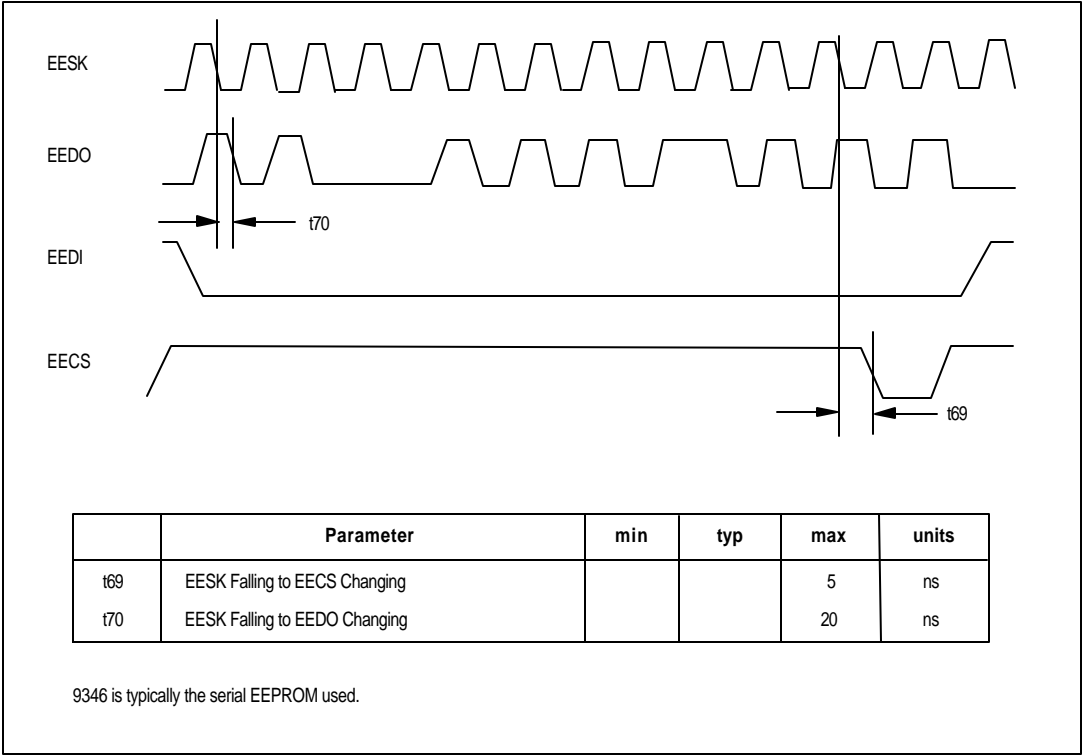 EESK
EEDO
t70
EEDI
EECS
t69
Parameter min typ max units
t69 EESK Falling to EECS Changing 5 ns
t70 EESK Falling to EEDO Changing 20 ns
9346 is typically the serial EEPROM used.